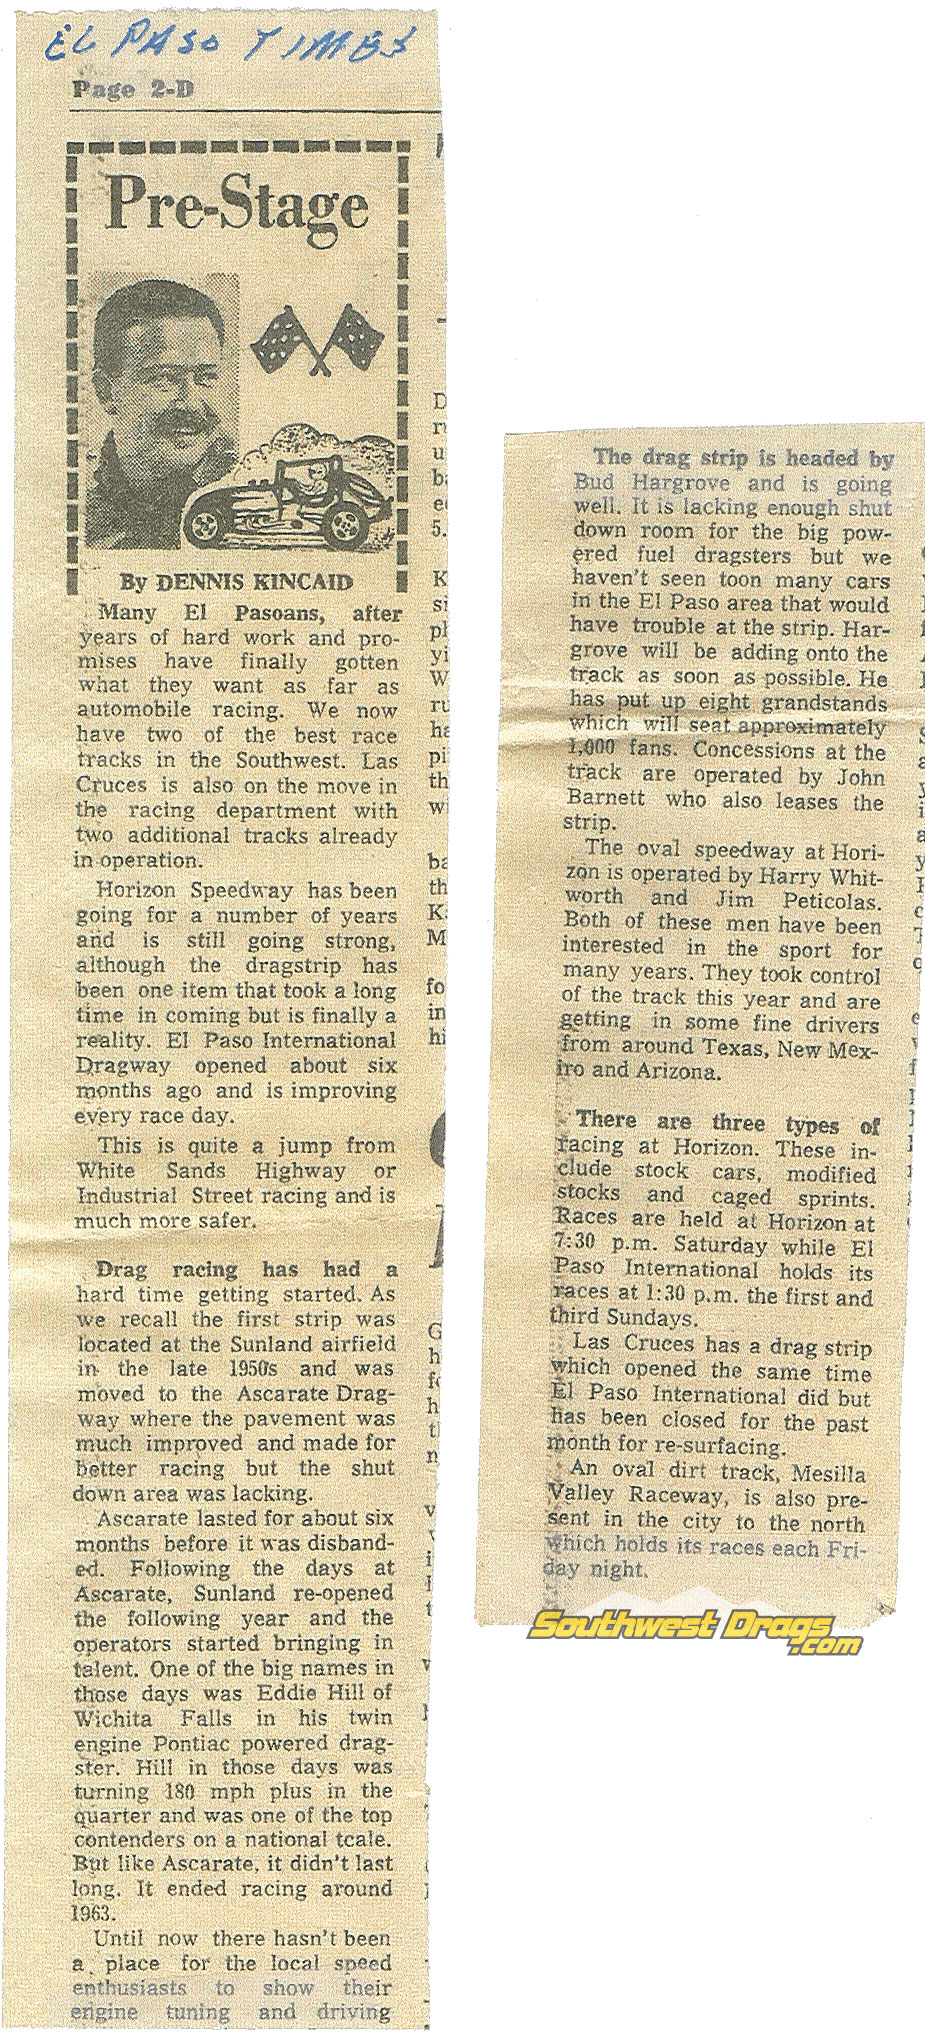 EL PASO TIMES
Page 2-D
Pre-Stage
By DENNIS KINCAID
Many El Pasoans, after
years of hard work and pro-
mises have finally gotten
what they want as far as
automobile racing. We now
have two of the best race
tracks in the Southwest. Las
Cruces is also on the move in
the racing department with
two additional tracks already
in operation.
Horizon Speedway has been
going for a number of years
and is still going strong,
although the dragstrip has
been one item that took a long
time in coming but is finally a
reality. El Paso International
Dragway opened about six
months ago and is improving
every race day.
This is quite a jump from
White Sands Highway or
Industrial Street racing and is
much more safer.
Drag racing has had a
hard time getting started. As
we recall the first strip was
located at the Sunland airfield
in the late 1950s and was
moved to the Ascarate Drag-
way where the pavement was
much improved and made for
better racing but the shut
down area was lacking.
Ascarate lasted for about six
months before it was disband-
ed. Following the days at
Ascarate, Sunland re-opened
the following year and the
operators started bringing in
talent. One of the big names in
those days was Eddie Hill of
Wichita Falls in his twin
engine Pontiac powered drag-
ster. Hill in those days was
turning 180 mph plus in the
quarter and was one of the top
contenders on a national tcale.
But like Ascarate, it didn't last
long. It ended racing around
1963.
Until now there hasn't been
a place for the local speed
enthusiasts to show their
engine tuning and driving
The drag strip is headed by
Bud Hargrove and is going
well. It is lacking enough shut
down room for the big pow-
ered fuel dragsters but we
haven't seen toon many cars
in the El Paso area that would
have trouble at the strip. Har-
grove will be adding onto the
track as soon as possible. He
has put up eight grandstands
which will seat approximately
1,000 fans. Concessions at the
track are operated by John
Barnett who also leases the
strip.
The oval speedway at Hori-
zon is operated by Harry Whit-
worth and Jim Peticolas.
Both of these men have been
interested in the sport for
many years. They took control
of the track this year and are
getting in some fine drivers
from around Texas, New Mex-
iro and Arizona.
There are three types of
racing at Horizon. These in-
clude stock cars, modified
stocks and caged sprints.
Races are held at Horizon at
7:30 p.m. Saturday while El
Paso International holds its
races at 1:30 p.m. the first and
third Sundays.
Las Cruces has a drag strip
which opened the same time
El Paso International did but
has been closed for the past
month for re-surfacing.
An oval dirt track, Mesilla
Valley Raceway, is also pre-
sent in the city to the north
which holds its races each Fri-
day night.
Southwest Drags
.com